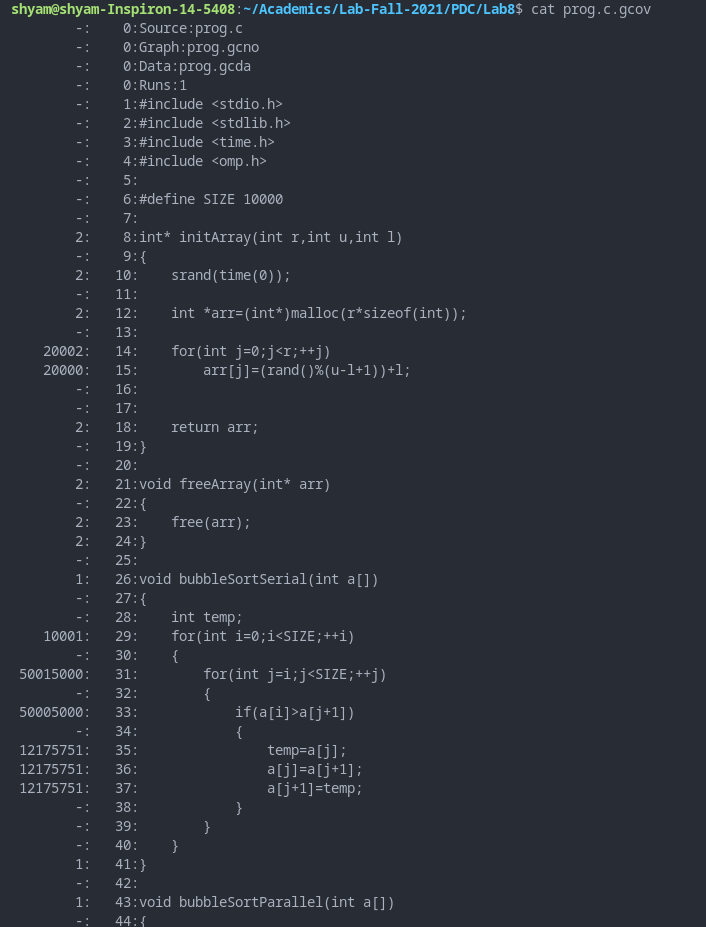 shyam@shyam-Inspiron-14-5408:~/Academics/Lab-Fall-2021/PDC/Lab8$ cat prog.c.gcov
        -:    0:Source:prog.c
        -:    0:Graph:prog.gcno
        -:    0:Data:prog.gcda
        -:    0:Runs:1
        -:    1:#include <stdio.h>
        -:    2:#include <stdlib.h>
        -:    3:#include <time.h>
        -:    4:#include <omp.h>
        -:    5:
        -:    6:#define SIZE 10000
        -:    7:
        2:    8:int* initArray(int r,int u,int l)
        -:    9:{
        2:   10:    srand(time(0));
        -:   11:
        2:   12:    int *arr=(int*)malloc(r*sizeof(int));
        -:   13:
    20002:   14:    for(int j=0;j<r;++j)
    20000:   15:        arr[j]=(rand()%(u-l+1))+l;
        -:   16:
        -:   17:
        2:   18:    return arr;
        -:   19:}
        -:   20:
        2:   21:void freeArray(int* arr)
        -:   22:{
        2:   23:    free(arr);
        2:   24:}
        -:   25:
        1:   26:void bubbleSortSerial(int a[])
        -:   27:{
        -:   28:    int temp;
    10001:   29:    for(int i=0;i<SIZE;++i)
        -:   30:    {
 50015000:   31:        for(int j=i;j<SIZE;++j)
        -:   32:        {
 50005000:   33:            if(a[i]>a[j+1])
        -:   34:            {
 12175751:   35:                temp=a[j];
 12175751:   36:                a[j]=a[j+1];
 12175751:   37:                a[j+1]=temp;
        -:   38:            }
        -:   39:        }
        -:   40:    }
        1:   41:}
        -:   42:
        1:   43:void bubbleSortParallel(int a[])
        -:   44:{